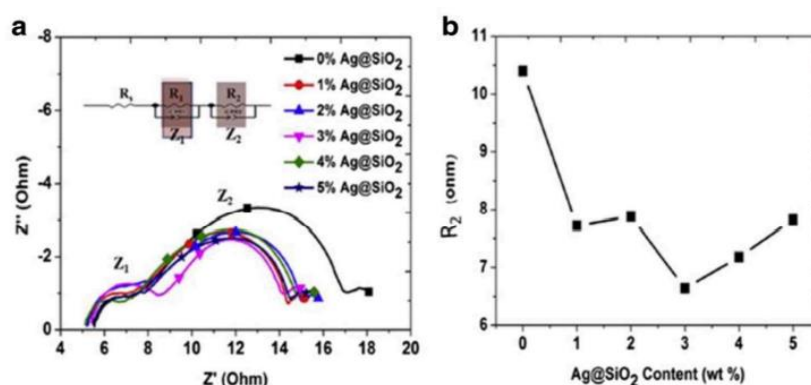 a
-8
-6
-4
-2
0
Z'' (Ohm)
4 6 8 10 12 14 16 18 20
Z' (Ohm)
0% Ag@SiO2
1% Ag@SiO2
2% Ag@SiO2
3% Ag@SiO2
4% Ag@SiO2
5% Ag@SiO2
Rs R1 R2
Z1 Z2
Z2
Z1
b
11
10
9
8
7
6
R2 (onm)
0 1 2 3 4 5
Ag@SiO2 Content (wt %)